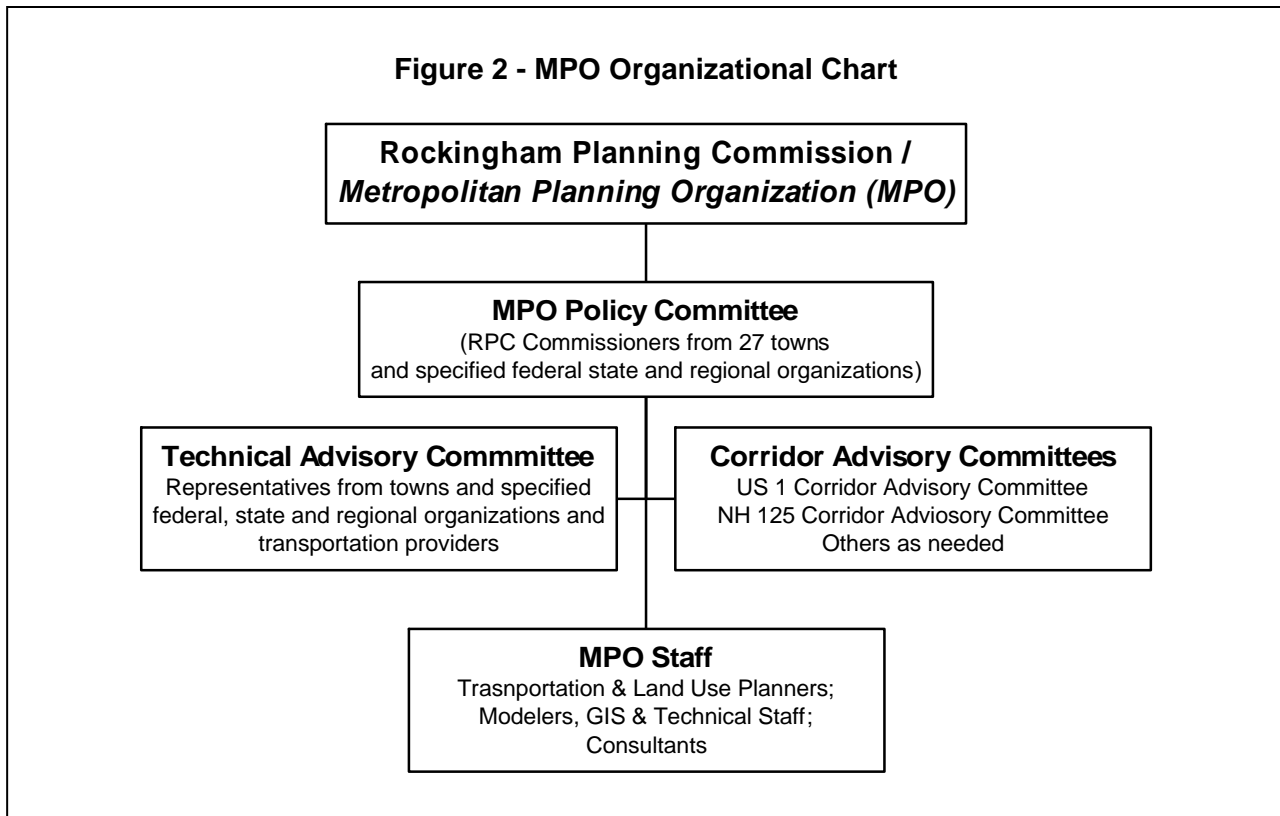 Figure 2 - MPO Organizational Chart
Rockingham Planning Commission /
Metropolitan Planning Organization (MPO)
MPO Policy Committee
(RPC Commissioners from 27 towns
and specified federal state and regional organizations)
Technical Advisory Commmittee
Representatives from towns and specified
federal, state and regional organizations and
transportation providers
Corridor Advisory Committees
US 1 Corridor Advisory Committee
NH 125 Corridor Adviosory Committee
Others as needed
MPO Staff
Trasnportation & Land Use Planners;
Modelers, GIS & Technical Staff;
Consultants